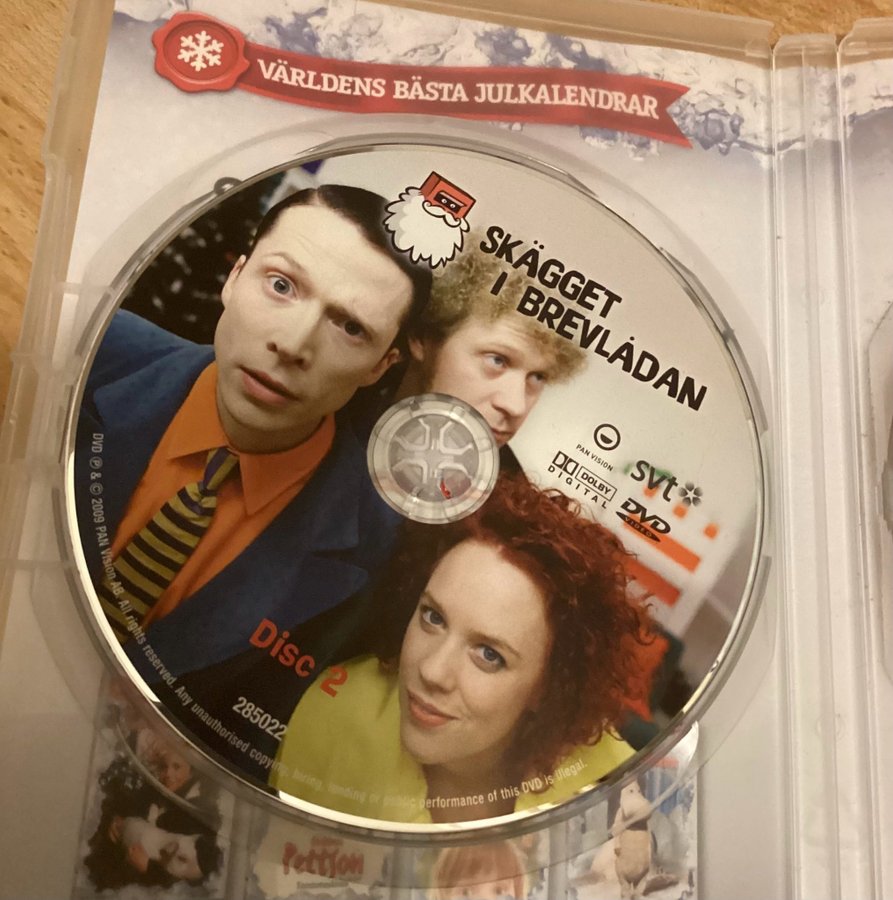 VÄRLDENS BÄSTA JULKALENDRAR
SKÄGGET
I BREVLÅDAN
PAN VISION
svt
DOLBY
DIGITAL
DVD
VIDEO
Disc 2
285022
DVD ℗ & © 2009 PAN Vision AB. All rights reserved. Any unauthorised copying, hiring, lending or public performance of this DVD is illegal.
Pettson